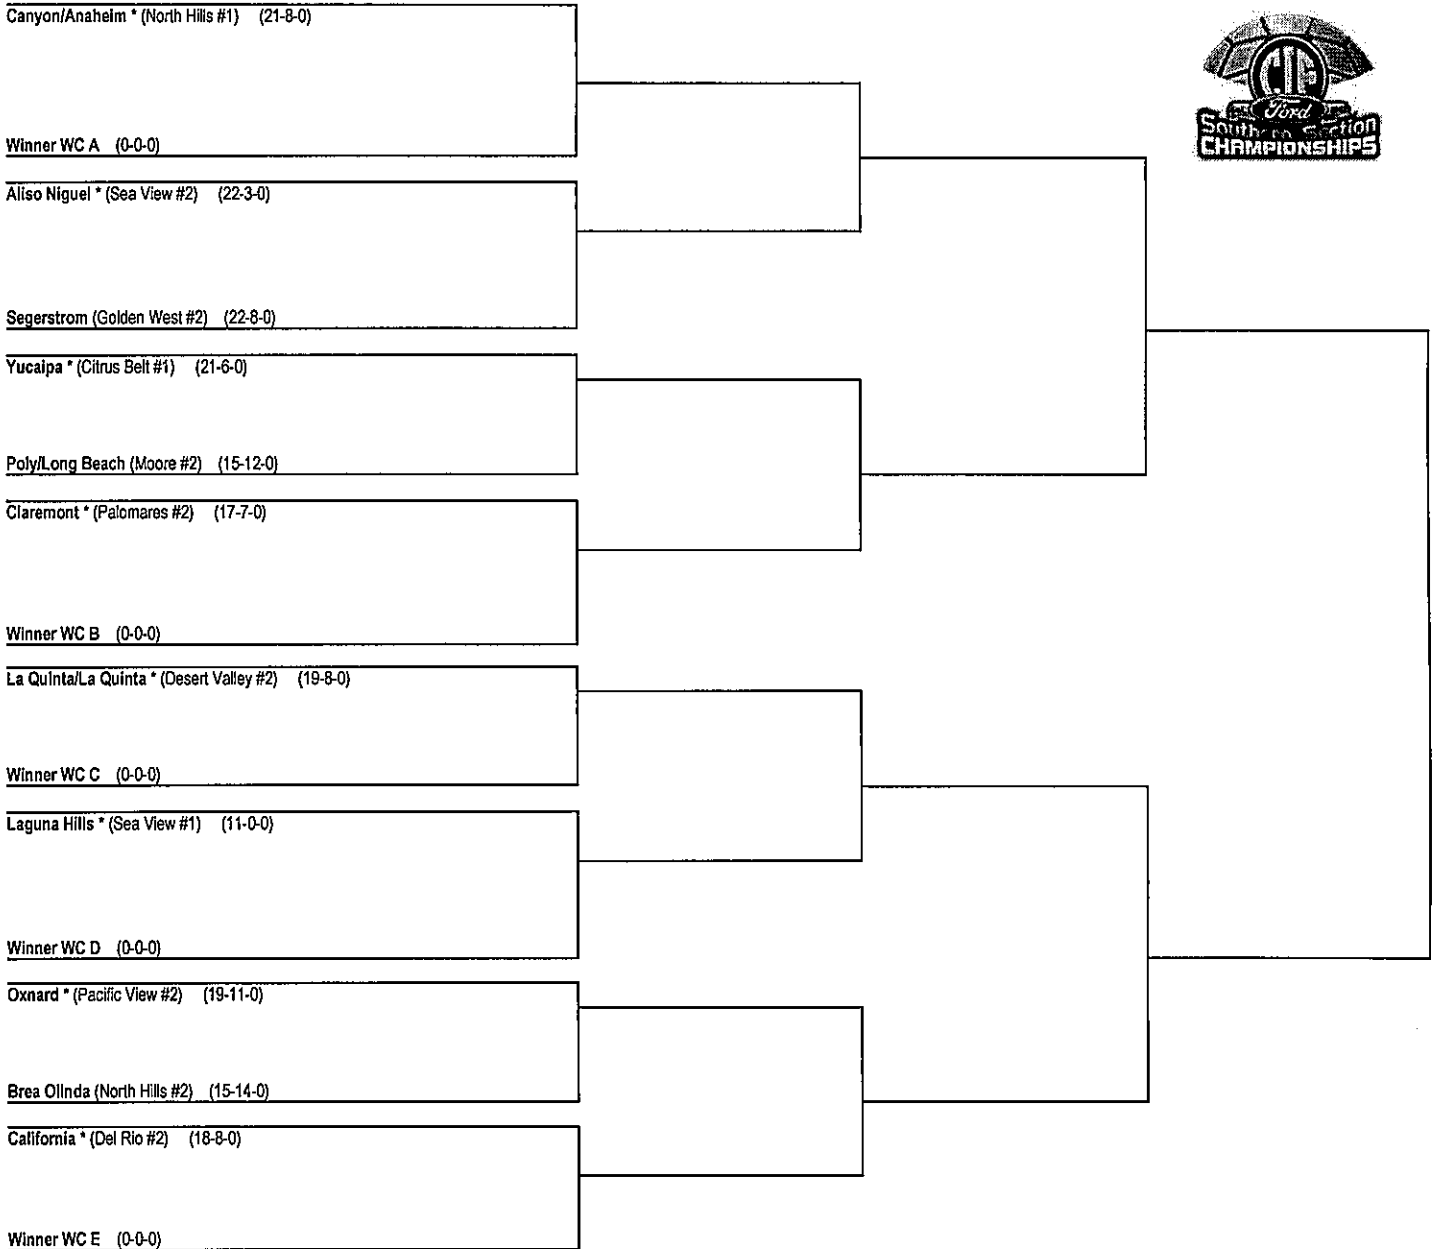 Canyon/Anaheim * (North Hills #1) (21-8-0)
CIF
Ford
Southern Section
CHAMPIONSHIPS
Winner WC A (0-0-0)
Aliso Niguel * (Sea View #2) (22-3-0)
Segerstrom (Golden West #2) (22-8-0)
Yucaipa * (Citrus Belt #1) (21-6-0)
Poly/Long Beach (Moore #2) (15-12-0)
Claremont * (Palomares #2) (17-7-0)
Winner WC B (0-0-0)
La Quinta/La Quinta * (Desert Valley #2) (19-8-0)
Winner WC C (0-0-0)
Laguna Hills * (Sea View #1) (11-0-0)
Winner WC D (0-0-0)
Oxnard * (Pacific View #2) (19-11-0)
Brea Olinda (North Hills #2) (15-14-0)
California * (Del Rio #2) (18-8-0)
Winner WC E (0-0-0)